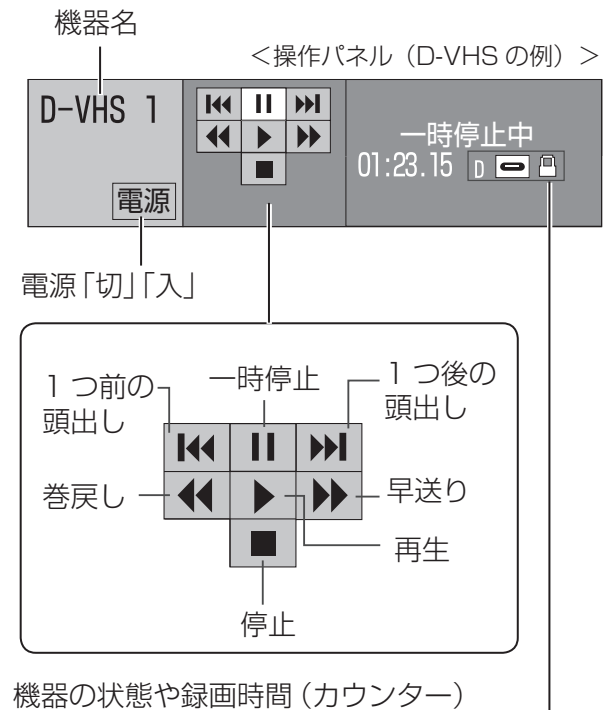 機器名
＜操作パネル（D-VHS の例）＞
D-VHS 1
一時停止中
01:23.15 D
電源
電源「切」「入」
1 つ前の
頭出し
一時停止
1 つ後の
頭出し
巻戻し
早送り
再生
停止
機器の状態や録画時間（カウンター）